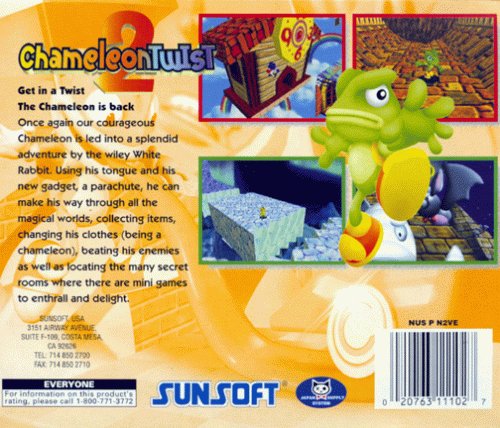 2
ChameleonTwist
Get in a Twist
The Chameleon is back
Once again our courageous
Chameleon is led into a splendid
adventure by the wiley White
Rabbit. Using his tongue and his
new gadget, a parachute, he can
make his way through all the
magical worlds, collecting items,
changing his clothes (being a
chameleon), beating his enemies
as well as locating the many secret
rooms where there are mini games
to enthrall and delight.
SUNSOFT, USA
3151 AIRWAY AVENUE,
SUITE F-109, COSTA MESA,
CA 92626
TEL: 714 850 2700
FAX: 714 850 2710
EVERYONE
For information on this product's
rating, please call 1-800-771-3772
SUNSOFT®
JAPAN SUPPLY
SYSTEM
NUS P N2VE
0 20763 11102 7